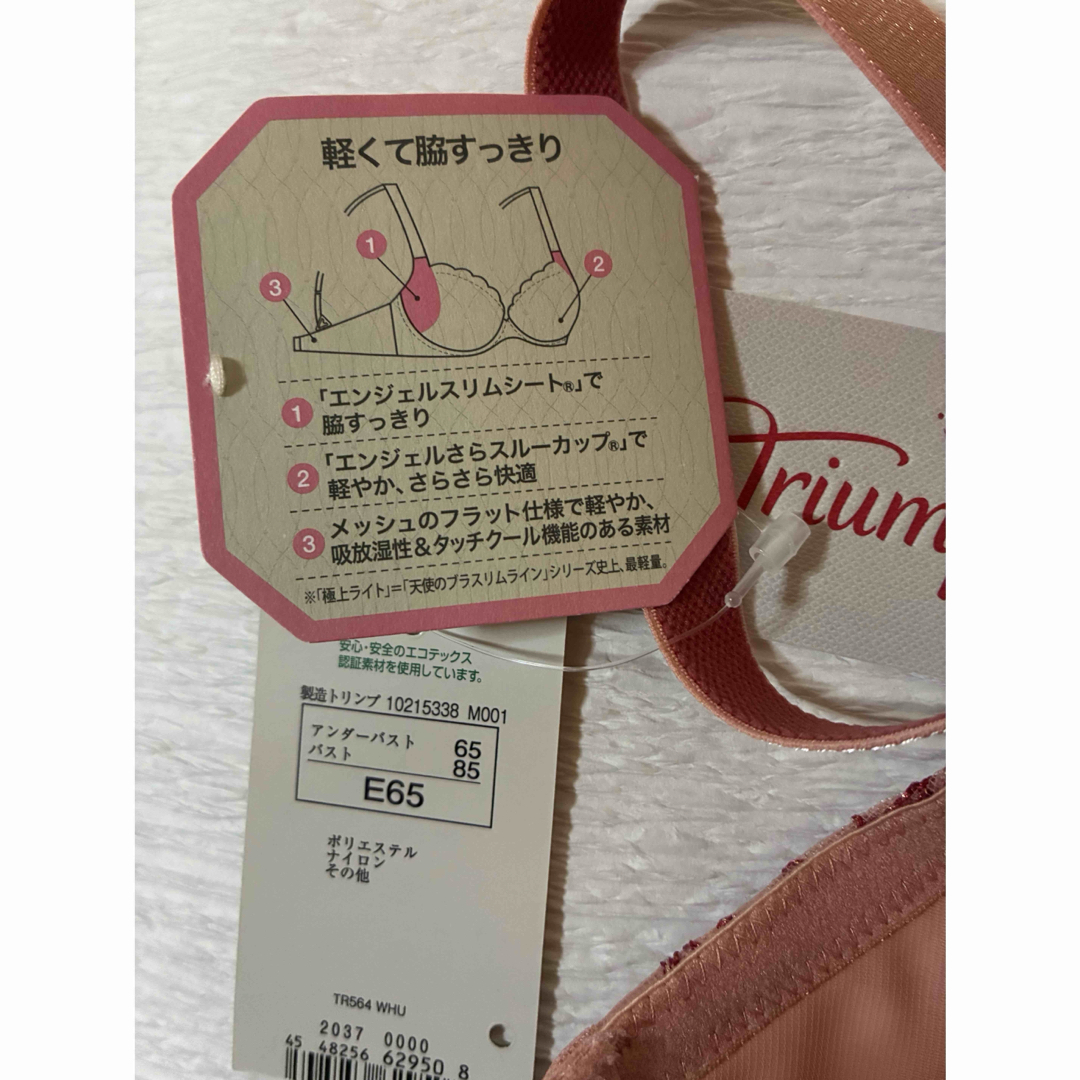 軽くて脇すっきり
1
2
3
1 「エンジェルスリムシート®」で
脇すっきり
2 「エンジェルさらスルーカップ®」で
軽やか、さらさら快適
3 メッシュのフラット仕様で軽やか、
吸放湿性&タッチクール機能のある素材
※「極上ライト」=「天使のブラスリムライン」シリーズ史上、最軽量。
Trium
安心・安全のエコテックス
認証素材を使用しています。
製造トリンプ 10215338 M001
アンダーバスト 65
バスト 85
E65
ポリエステル
ナイロン
その他
TR564 WHU
2037 0000
45 48256 62950 8